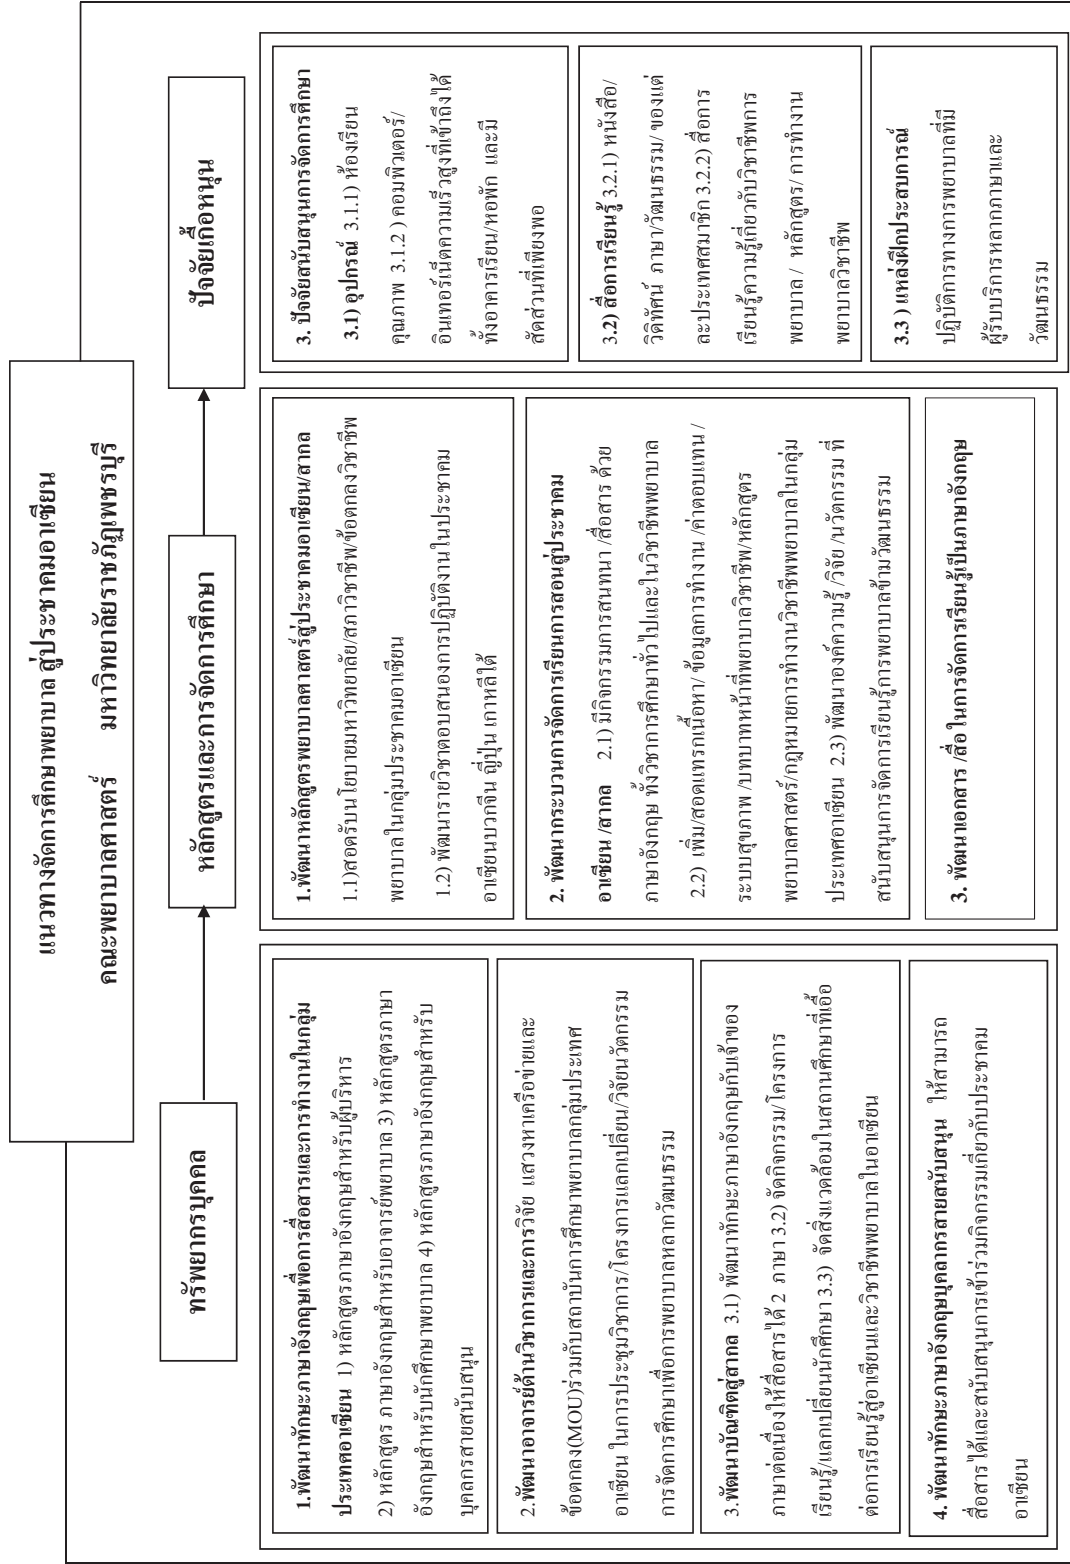 แนวทางจัดการศึกษาพยาบาล สู่ประชาคมอาเซียน
คณะพยาบาลศาสตร์ มหาวิทยาลัยราชภัฏเพชรบุรี
ทรัพยากรบุคคล
หลักสูตรและการจัดการศึกษา
ปัจจัยเกื้อหนุน
1.พัฒนาทักษะภาษาอังกฤษเพื่อการสื่อสารและการทำงานในกลุ่ม
ประเทศอาเซียน 1) หลักสูตรภาษาอังกฤษสำหรับผู้บริหาร
2) หลักสูตร ภาษาอังกฤษสำหรับอาจารย์พยาบาล 3) หลักสูตรภาษา
อังกฤษสำหรับนักศึกษาพยาบาล 4) หลักสูตรภาษาอังกฤษสำหรับ
บุคลกรสายสนับสนุน
2.พัฒนาอาจารย์ด้านวิชาการและการวิจัย แสวงหาเครือข่ายและ
ข้อตกลง(MOU)ร่วมกับสถาบันการศึกษาพยาบาลกลุ่มประเทศ
อาเซียน ในการประชุมวิชาการ/โครงการแลกเปลี่ยน/วิจัยนวัตกรรม
การจัดการศึกษาเพื่อการพยาบาลหลากวัฒนธรรม
3.พัฒนาบัณฑิตสู่สากล 3.1) พัฒนาทักษะภาษาอังกฤษกับเจ้าของ
ภาษาต่อเนื่องให้สื่อสารได้ 2 ภาษา 3.2) จัดกิจกรรม/โครงการ
เรียนรู้/แลกเปลี่ยนนักศึกษา 3.3) จัดสิ่งแวดล้อมในสถานศึกษาที่เอื้อ
ต่อการเรียนรู้สู่อาเซียนและวิชาชีพพยาบาลในอาเซียน
4. พัฒนาทักษะภาษาอังกฤษบุคลากรสายสนับสนุน ให้สามารถ
สื่อสาร ได้และสนับสนุนการเข้าร่วมกิจกรรมเกี่ยวกับประชาคม
อาเซียน
1.พัฒนาหลักสูตรพยาบาลศาสตร์สู่ประชาคมอาเซียน/สากล
1.1)สอดรับนโยบายมหาวิทยาลัย/สภาวิชาชีพ/ข้อตกลงวิชาชีพ
พยาบาลในกลุ่มประชาคมอาเซียน
1.2) พัฒนารายวิชาตอบสนองการปฏิบัติงานในประชาคม
อาเซียนบวกจีน ญี่ปุ่น เกาหลีใต้
2. พัฒนากระบวนการจัดการเรียนการสอนสู่ประชาคม
อาเซียน /สากล 2.1) มีกิจกรรมการสนทนา /สื่อสาร ด้วย
ภาษาอังกฤษ ทั้งวิชาการศึกษาทั่วไปและในวิชาชีพพยาบาล
2.2) เพิ่ม/สอดแทรกเนื้อหา/ ข้อมูลการทำงาน /ค่าตอบแทน /
ระบบสุขภาพ /บทบาทหน้าที่พยาบาลวิชาชีพ/หลักสูตร
พยาบาลศาสตร์/กฎหมายการทำงานวิชาชีพพยาบาลในกลุ่ม
ประเทศอาเซียน 2.3) พัฒนาองค์ความรู้ /วิจัย /นวัตกรรม ที่
สนับสนุนการจัดการเรียนรู้การพยาบาลข้ามวัฒนธรรม
3. พัฒนาเอกสาร /สื่อ ในการจัดการเรียนรู้เป็นภาษาอังกฤษ
3. ปัจจัยสนับสนุนการจัดการศึกษา
3.1) อุปกรณ์ 3.1.1) ห้องเรียน
คุณภาพ 3.1.2 ) คอมพิวเตอร์/
อินเทอร์เน็ตความเร็วสูงที่เข้าถึงได้
ทั้งอาคารเรียน/หอพัก และมี
สัดส่วนที่เพียงพอ
3.2) สื่อการเรียนรู้ 3.2.1) หนังสือ/
วิดิทัศน์ ภาษา/วัฒนธรรม/ ของแต่
ละประเทศสมาชิก 3.2.2) สื่อการ
เรียนรู้ความรู้เกี่ยวกับวิชาชีพการ
พยาบาล / หลักสูตร/ การทำงาน
พยาบาลวิชาชีพ
3.3 ) แหล่งฝึกประสบการณ์
ปฏิบัติการทางการพยาบาลที่มี
ผู้รับบริการหลากภาษาและ
วัฒนธรรม